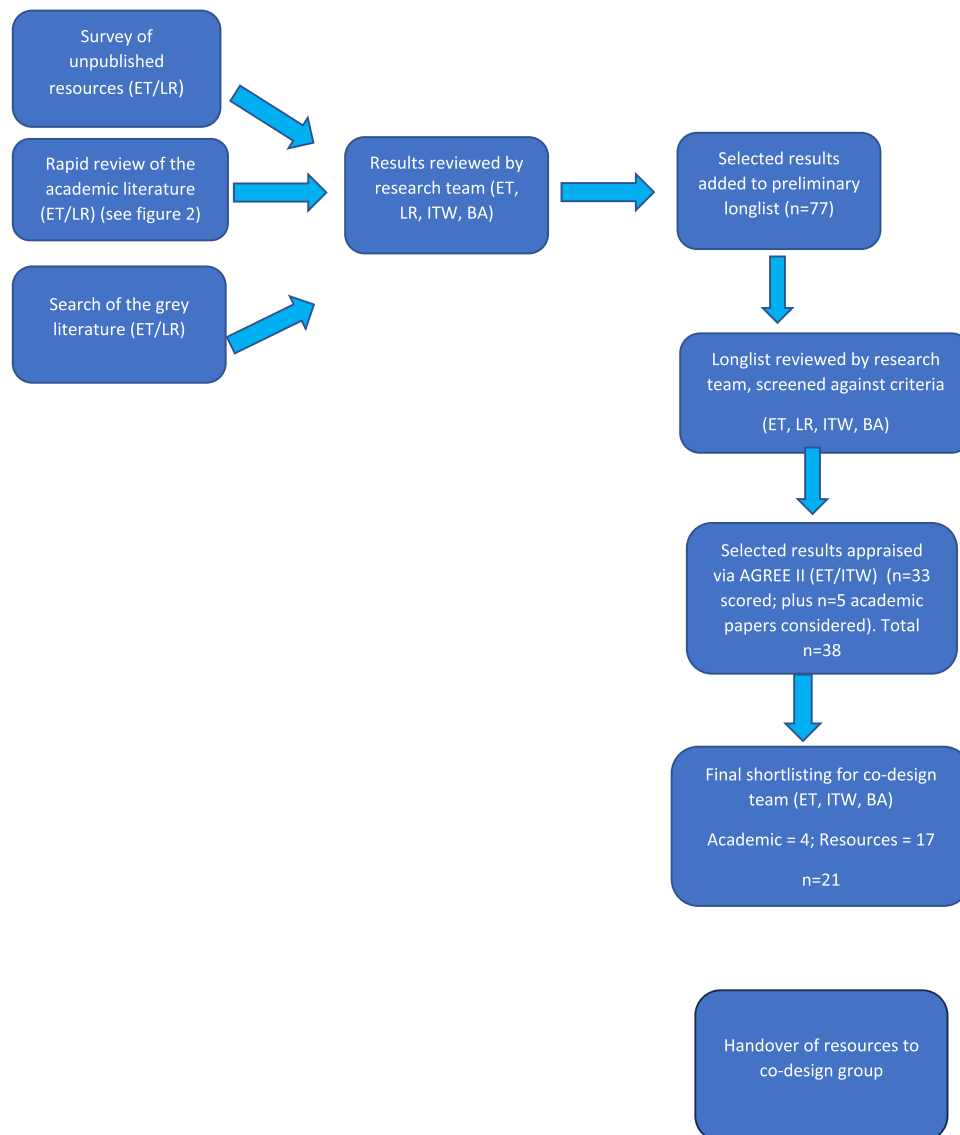 Survey of
unpublished
resources (ET/LR)
Rapid review of the
academic literature
(ET/LR) (see figure 2)
Search of the grey
literature (ET/LR)
Results reviewed by
research team (ET,
LR, ITW, BA)
Selected results
added to preliminary
longlist (n=77)
Longlist reviewed by research
team, screened against criteria
(ET, LR, ITW, BA)
Selected results appraised
via AGREE II (ET/ITW)  (n=33
scored; plus n=5 academic
papers considered). Total
n=38
Final shortlisting for co-design
team (ET, ITW, BA)
Academic = 4; Resources = 17
n=21
Handover of resources to
co-design group